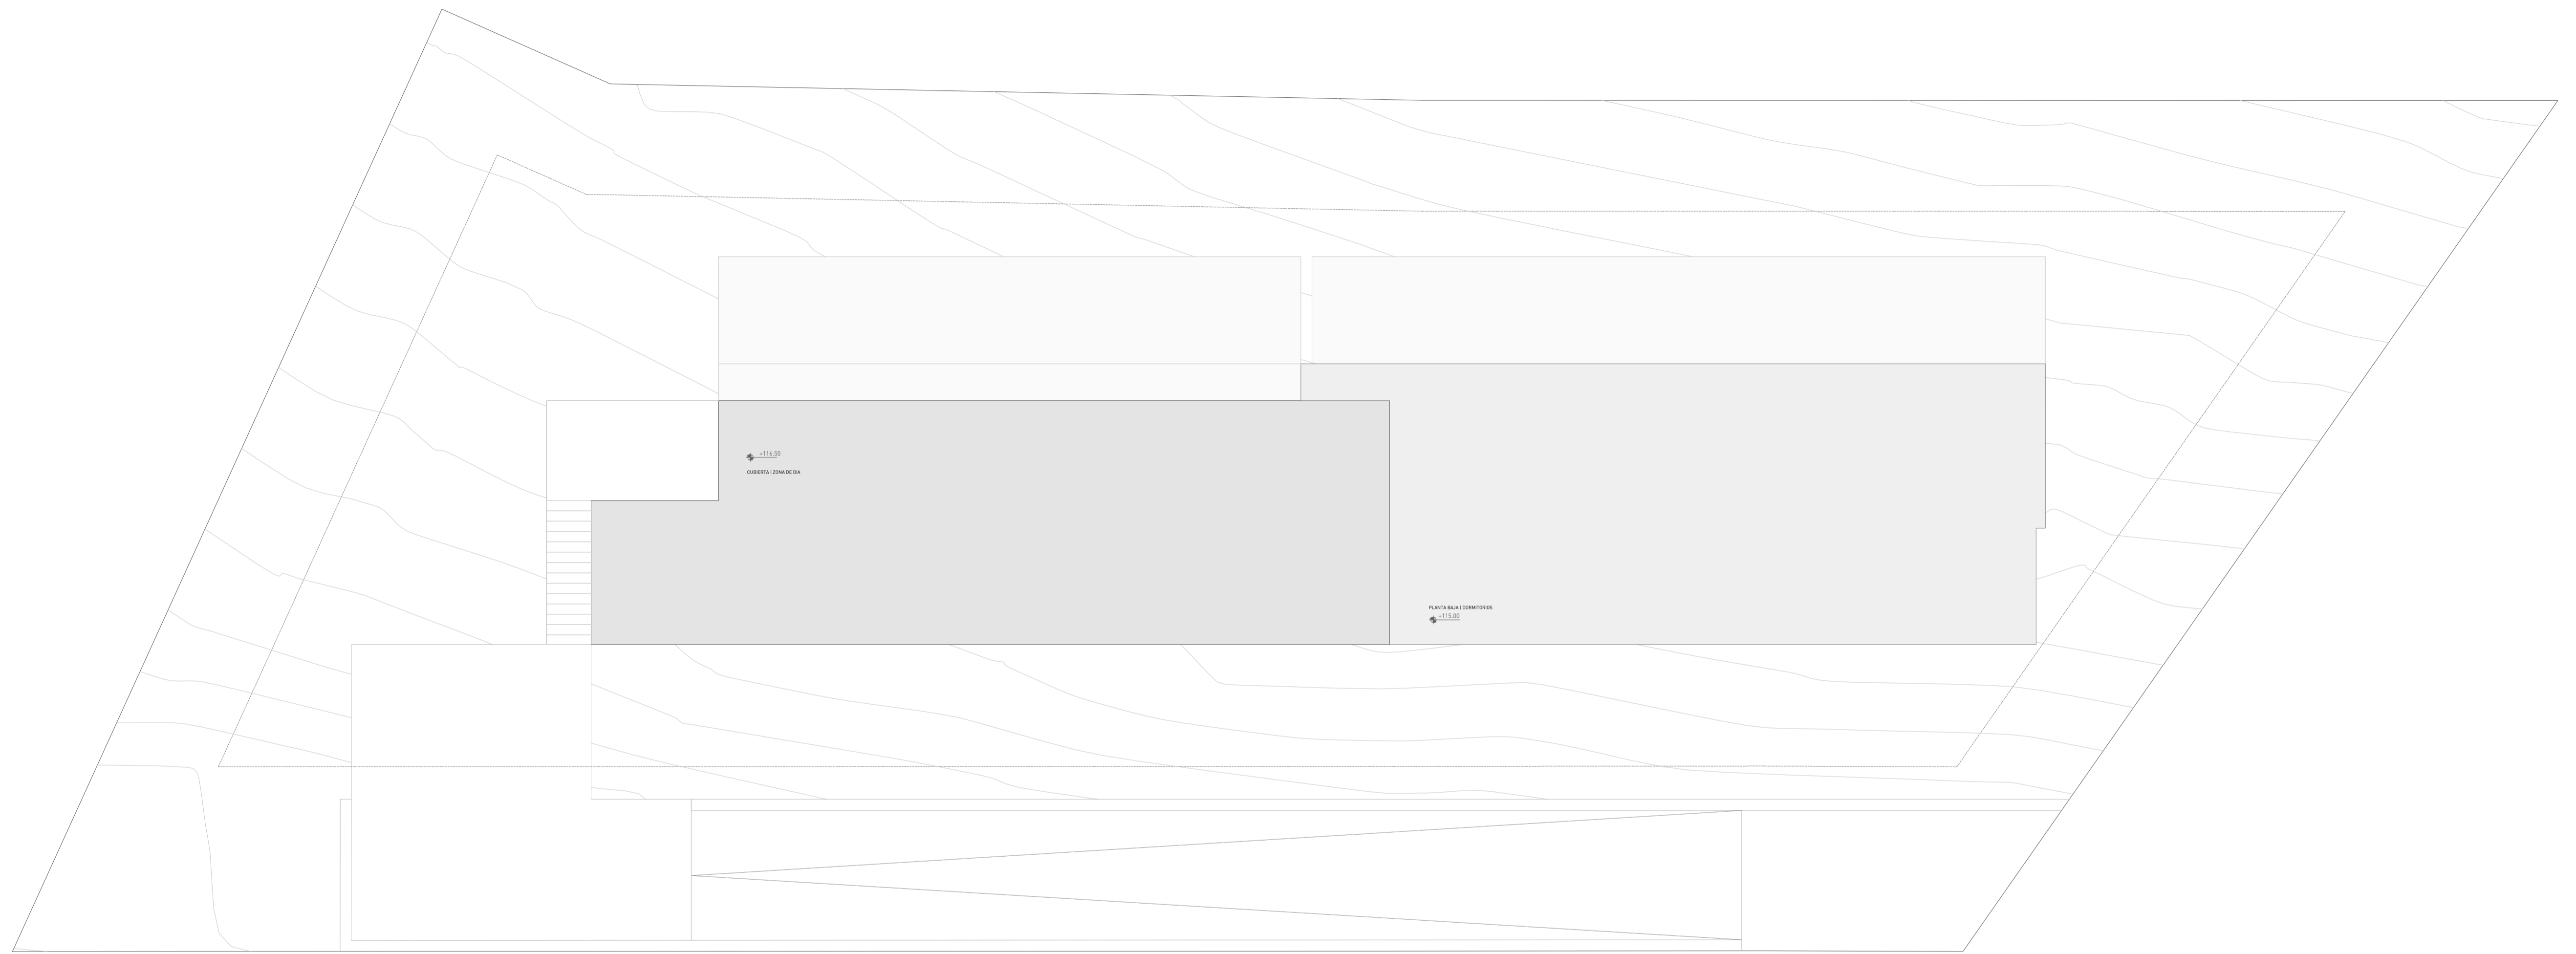 +116.50
CUBIERTA | ZONA DE DIA
PLANTA BAJA | DORMITORIOS
+115.00